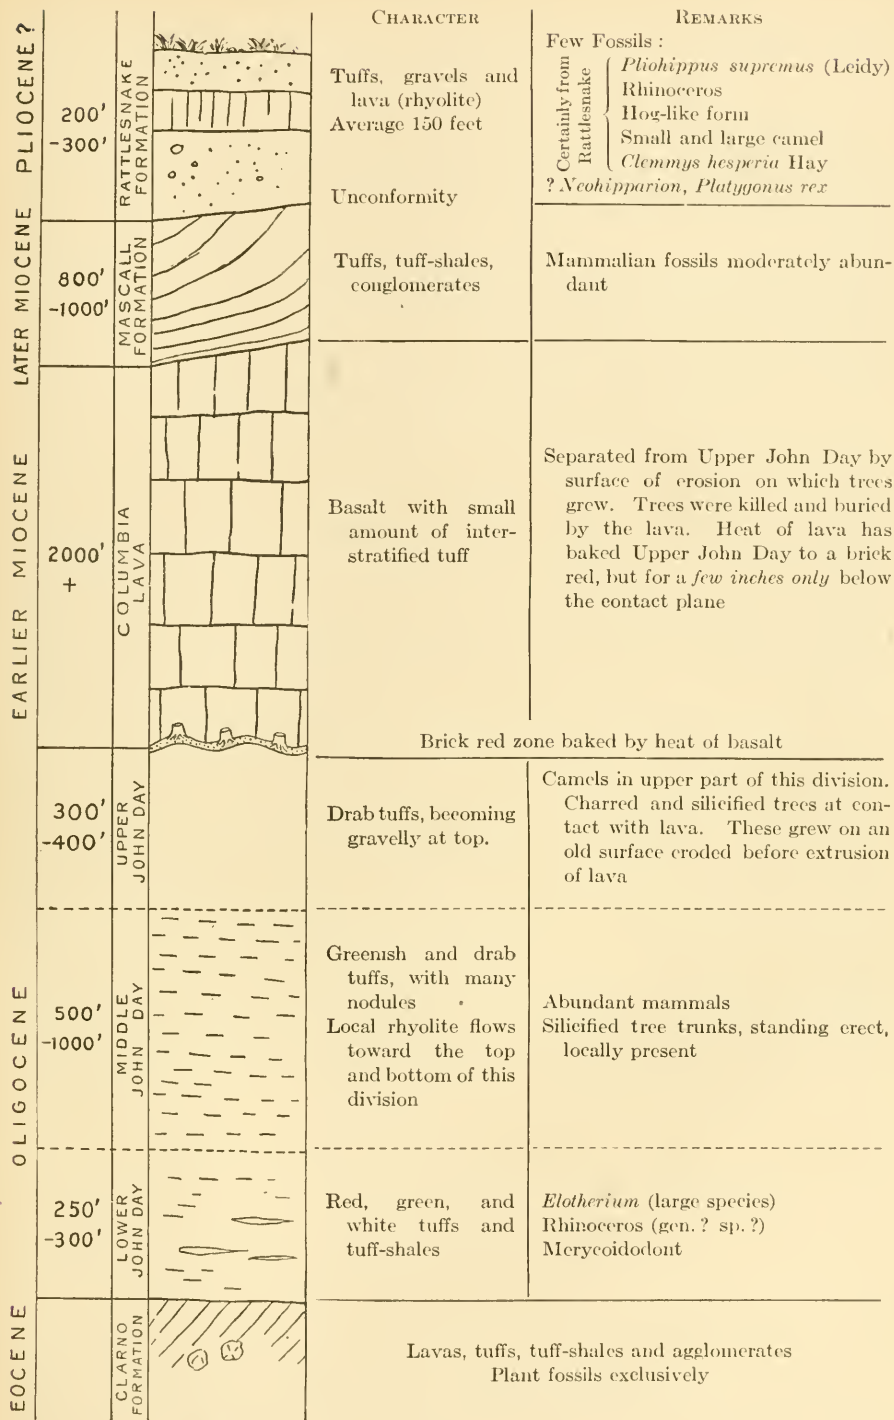 CHARACTER
REMARKS
PLIOCENE?
200'
-300'
RATTLESNAKE
FORMATION
Tuffs, gravels and
lava (rhyolite)
Average 150 feet
Unconformity
Few Fossils :
Certainly from
Rattlesnake
Pliohippus supremus (Leidy)
Rhinoceros
Hog-like form
Small and large camel
Clemmys hesperia Hay
? Neohipparion, Platygonus rex
LATER MIOCENE
800'
-1000'
MASCALL
FORMATION
Tuffs, tuff-shales,
conglomerates
Mammalian fossils moderately abun-
dant
EARLIER MIOCENE
2000'
+
COLUMBIA
LAVA
Basalt with small
amount of inter-
stratified tuff
Separated from Upper John Day by
surface of erosion on which trees
grew. Trees were killed and buried
by the lava. Heat of lava has
baked Upper John Day to a brick
red, but for a few inches only below
the contact plane
Brick red zone baked by heat of basalt
OLIGOCENE
300'
-400'
UPPER
JOHN DAY
Drab tuffs, becoming
gravelly at top.
Camels in upper part of this division.
Charred and silicified trees at con-
tact with lava. These grew on an
old surface eroded before extrusion
of lava
500'
-1000'
MIDDLE
JOHN DAY
Greenish and drab
tuffs, with many
nodules
Local rhyolite flows
toward the top
and bottom of this
division
Abundant mammals
Silicified tree trunks, standing erect,
locally present
250'
-300'
LOWER
JOHN DAY
Red, green, and
white tuffs and
tuff-shales
Elotherium (large species)
Rhinoceros (gen. ? sp. ?)
Merycoidodont
EOCENE
CLARNO
FORMATION
Lavas, tuffs, tuff-shales and agglomerates
Plant fossils exclusively